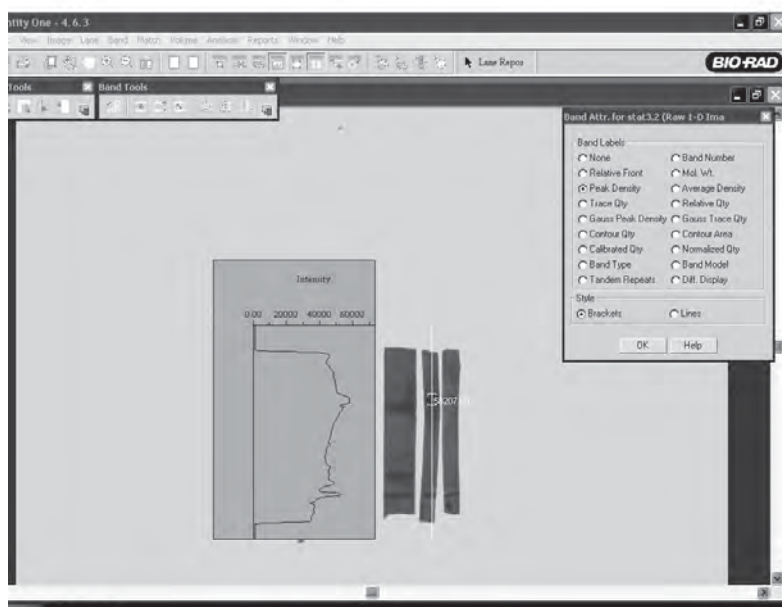 ntity One - 4.6.3
View Image Lane Band Match Volume Analysis Reports Window Help
Lane Repos
BIO-RAD
ools
Band Tools
Band Attr. for stat3.2 (Raw 1-D Ima
Band Labels
None
Band Number
Relative Front
Mol. Wt.
Peak Density
Average Density
Trace Qty
Relative Qty
Gauss Peak Density
Gauss Trace Qty
Contour Qty
Contour Area
Calibrated Qty
Normalized Qty
Band Type
Band Model
Tandem Repeats
Diff. Display
Style
Brackets
Lines
OK
Help
Intensity
0.00 20000 40000 60000